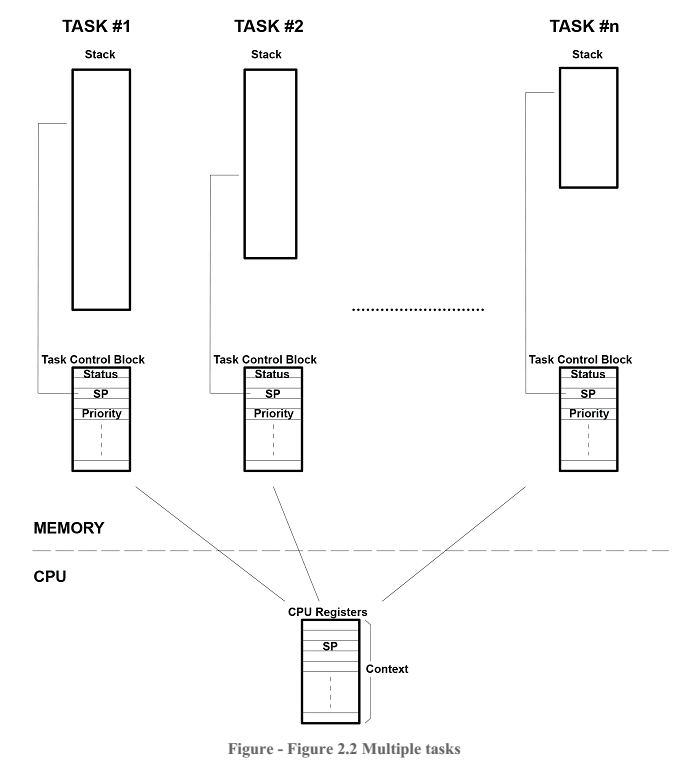 TASK #1 TASK #2 TASK #n
Stack Stack Stack
Task Control Block Task Control Block Task Control Block
Status Status Status
SP SP SP
Priority Priority Priority
MEMORY
CPU
CPU Registers
SP
Context
Figure - Figure 2.2 Multiple tasks